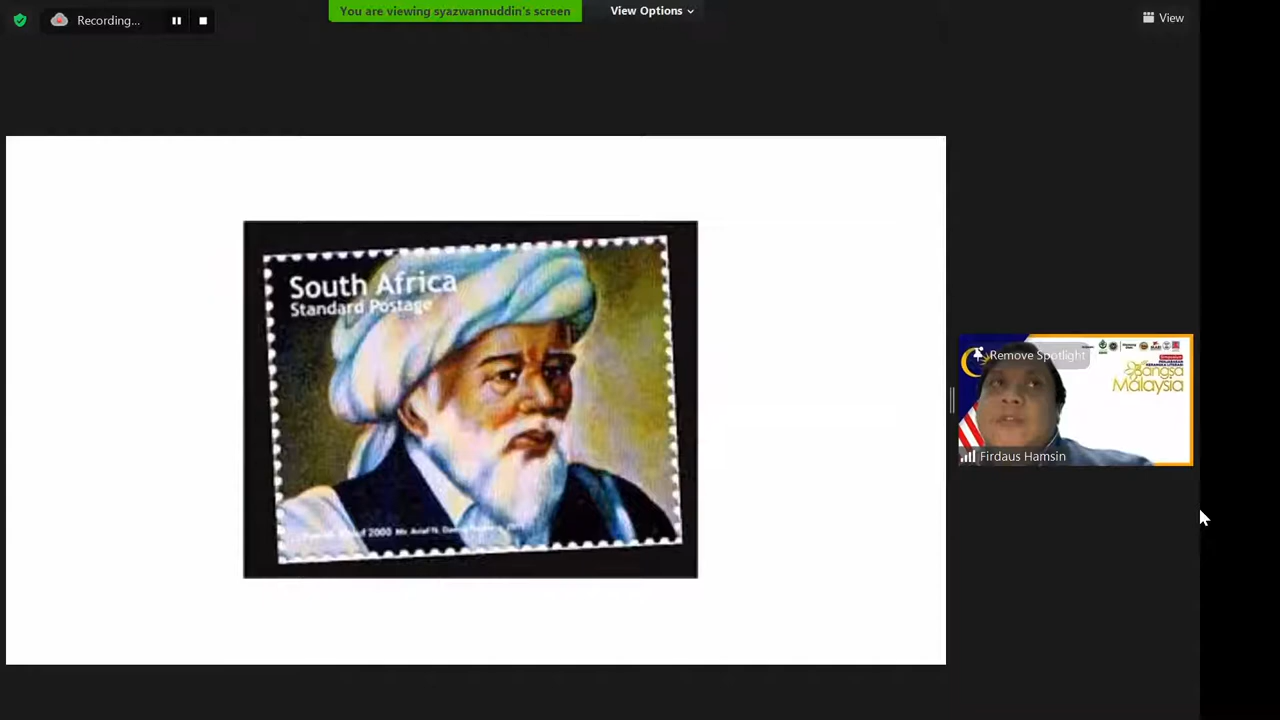 You are viewing syazwannuddin's screen
View Options
Recording...
View
South Africa
Standard Postage
2000
Remove Spotlight
Bangsa
Malaysia
Firdaus Hamsin